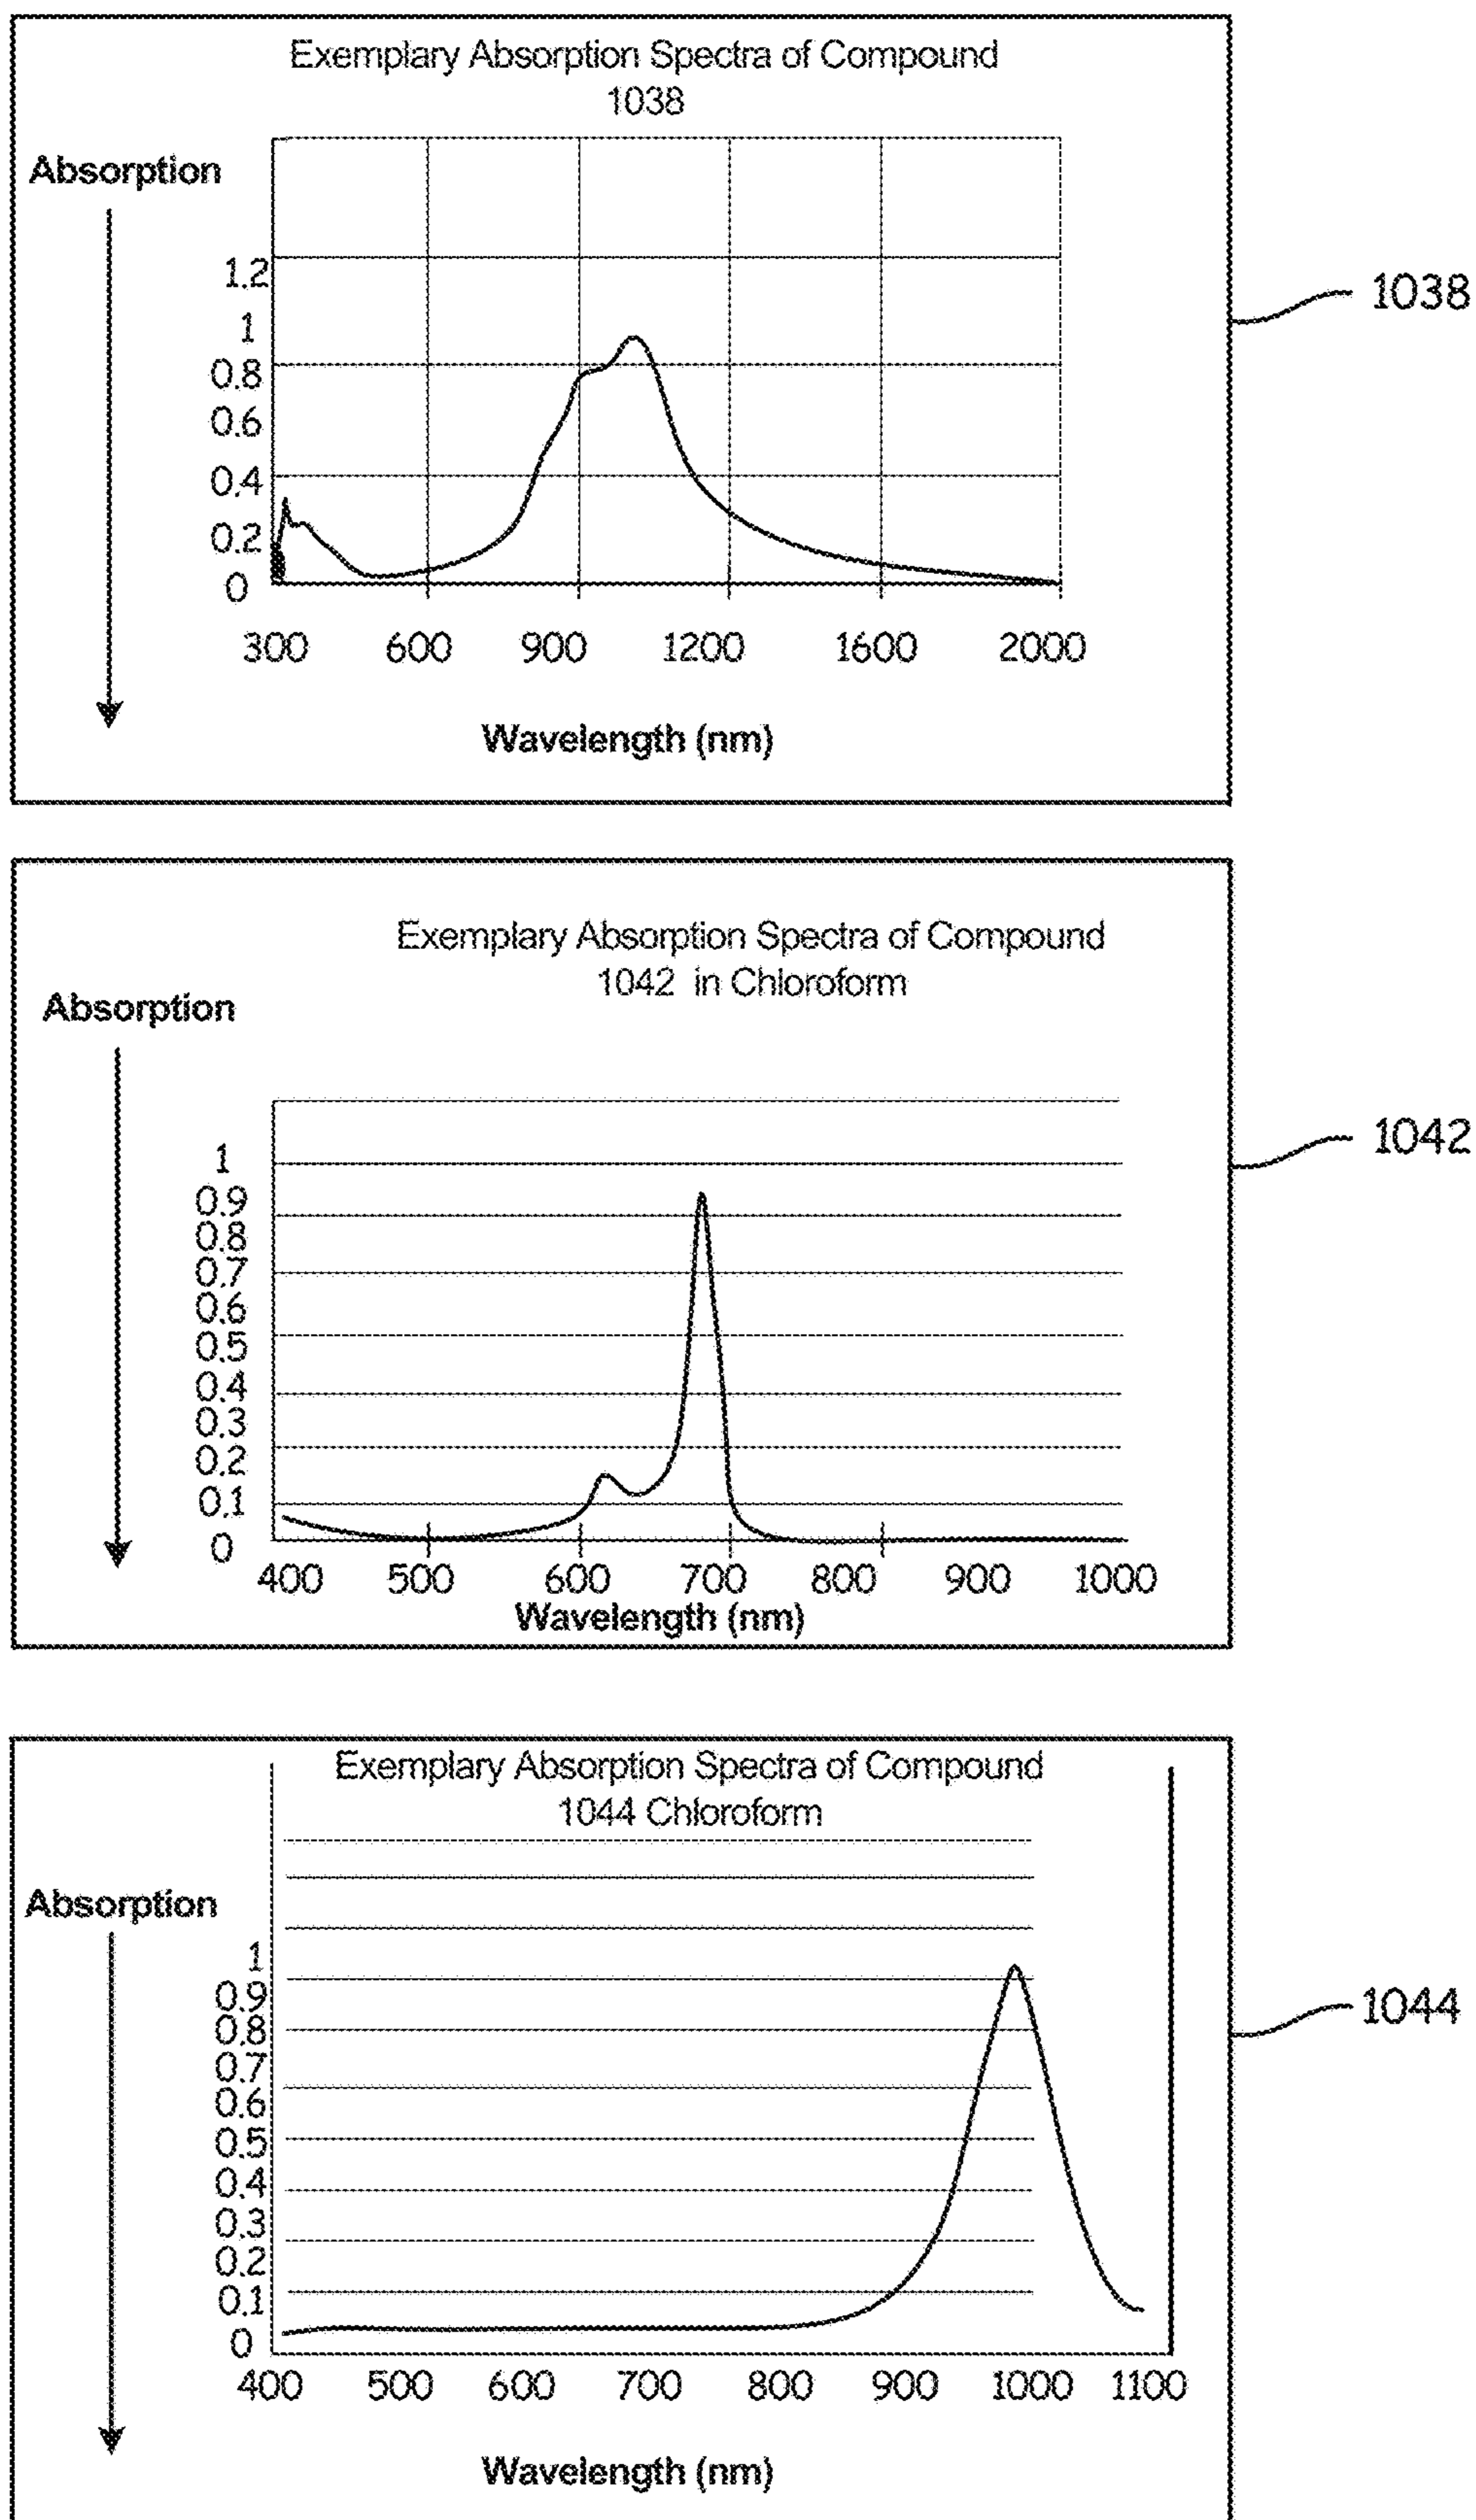 Exemplary Absorption Spectra of Compound
1038
Absorption
1.2
1
0.8
0.6
0.4
0.2
0
300 600 900 1200 1600 2000
Wavelength (nm)
1038
Exemplary Absorption Spectra of Compound
1042 in Chloroform
Absorption
1
0.9
0.8
0.7
0.6
0.5
0.4
0.3
0.2
0.1
0
400 500 600 700 800 900 1000
Wavelength (nm)
1042
Exemplary Absorption Spectra of Compound
1044 Chloroform
Absorption
1
0.9
0.8
0.7
0.6
0.5
0.4
0.3
0.2
0.1
0
400 500 600 700 800 900 1000 1100
Wavelength (nm)
1044